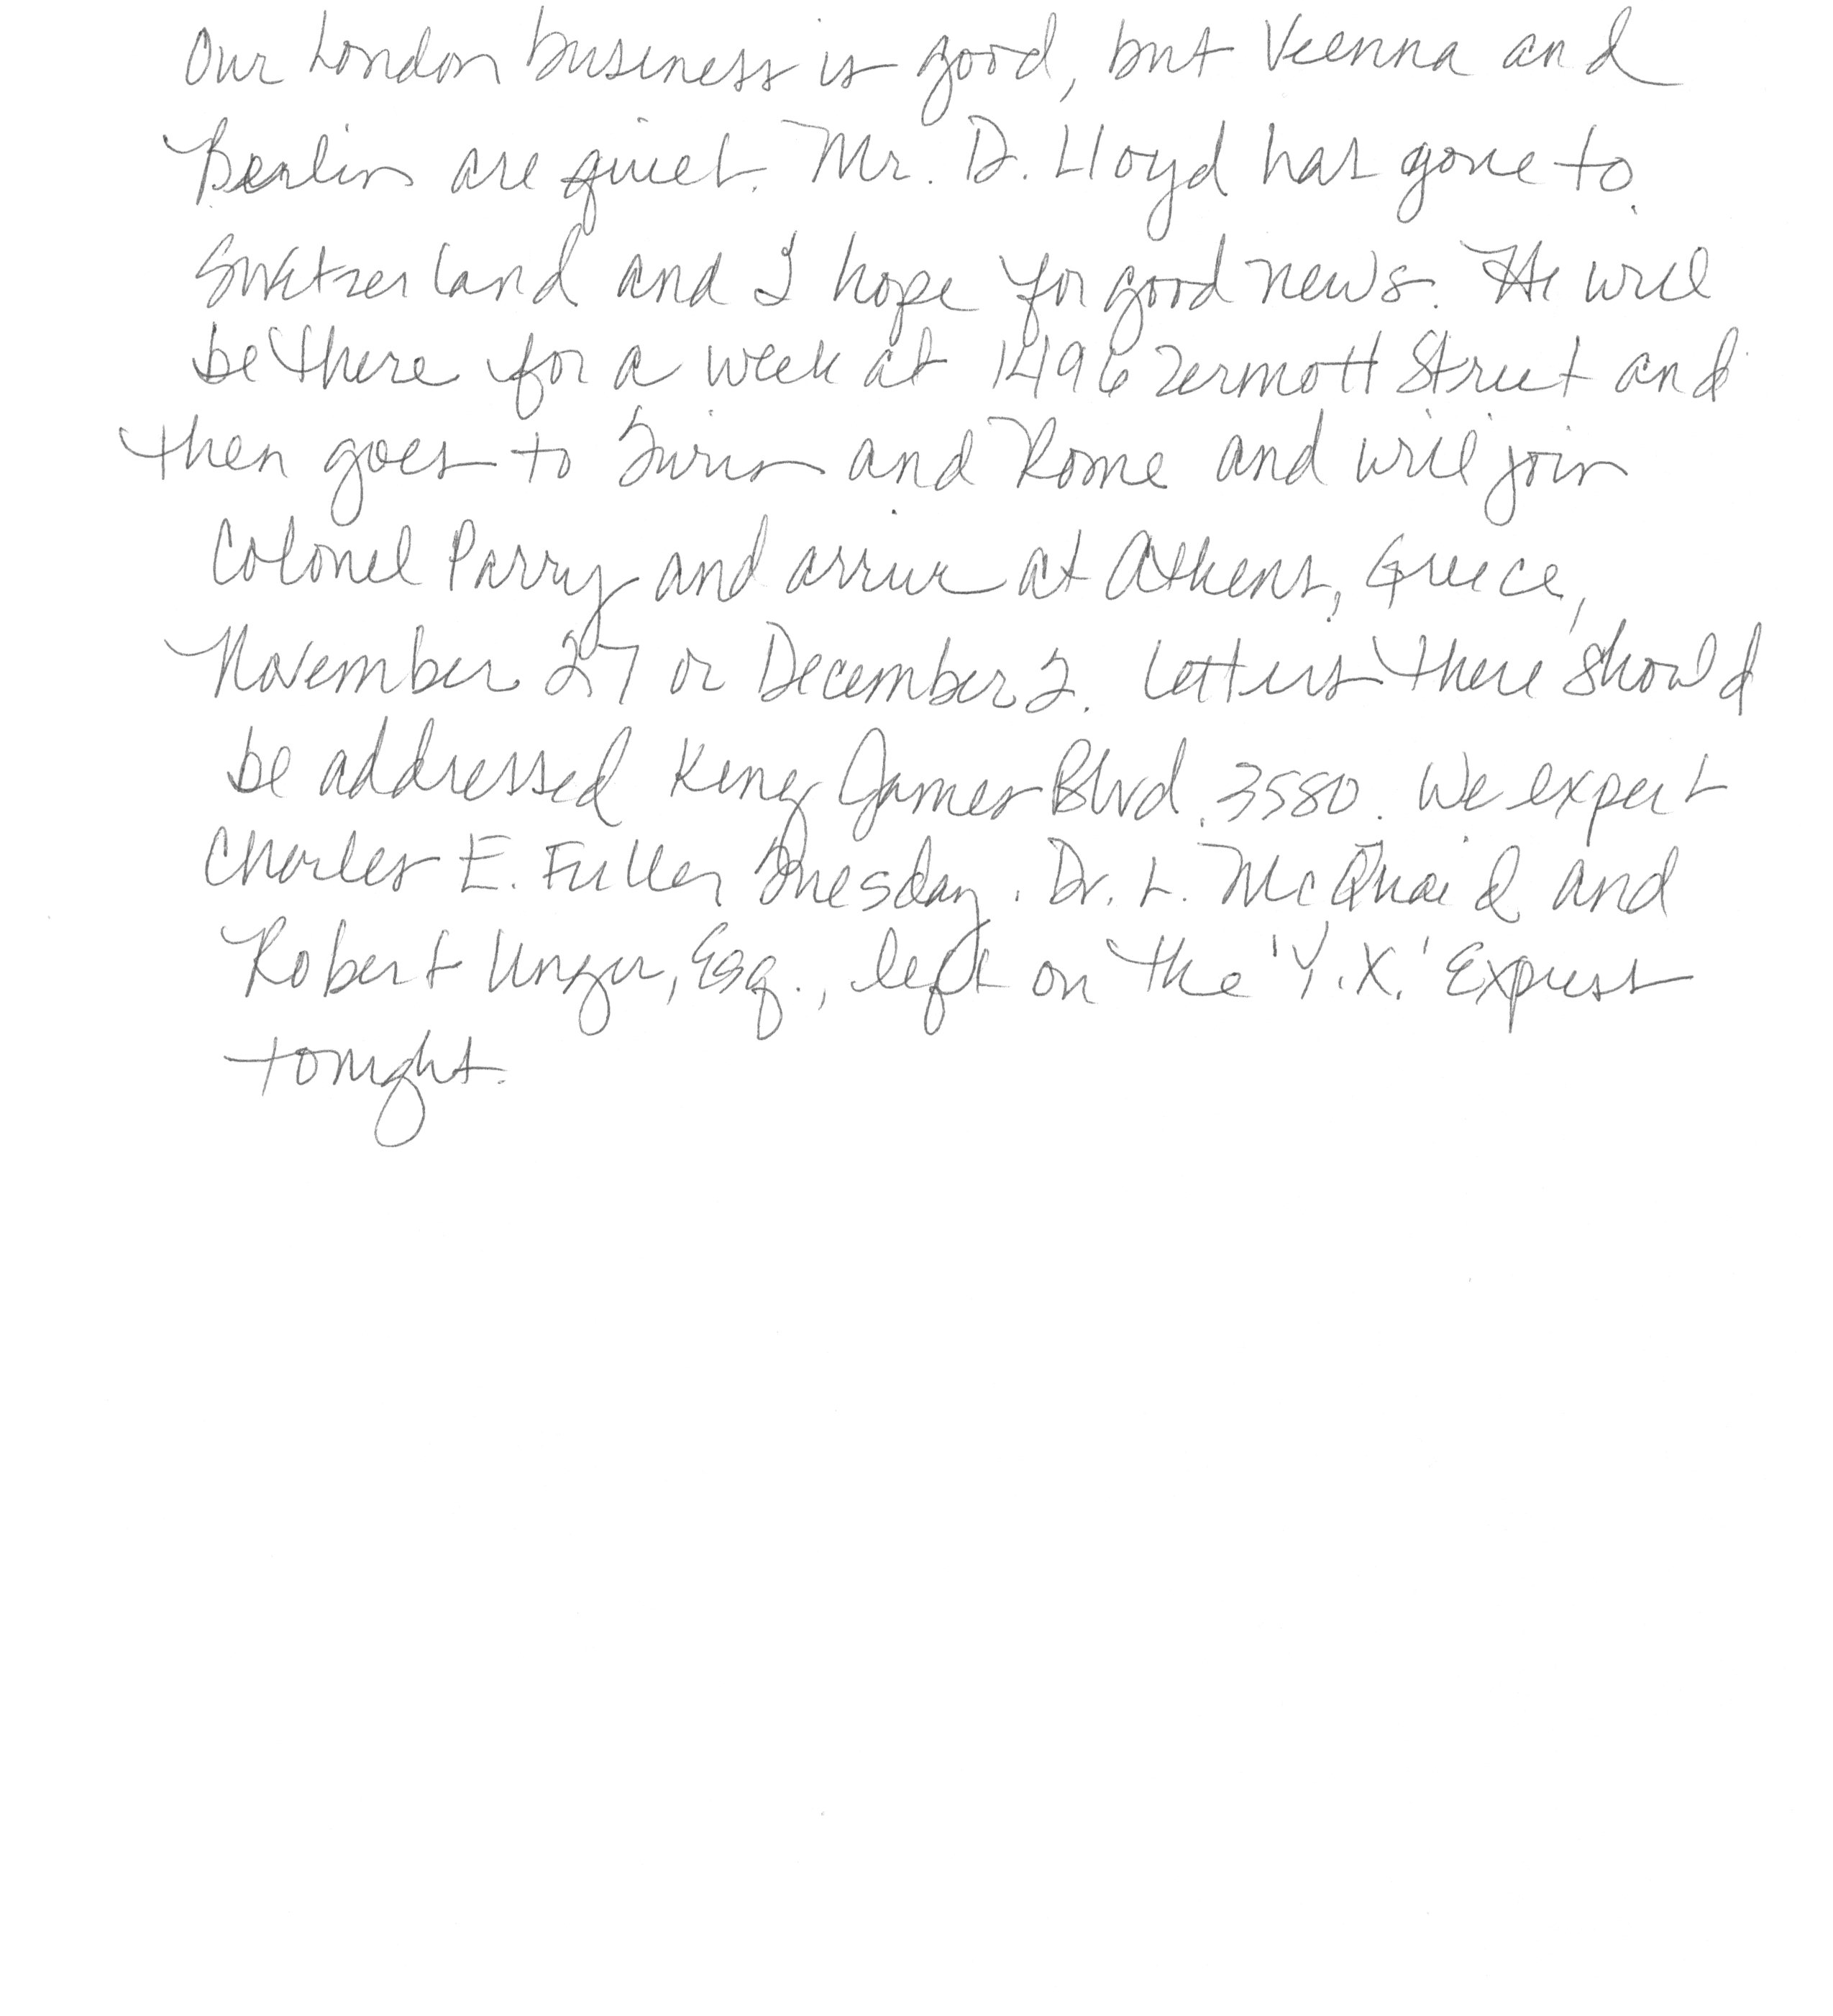 Our London business is good, but Vienna and
Berlin are quiet. Mr. D. Lloyd has gone to
Switzerland and I hope for good news. He will
be there for a week at 1496 Zermott Street and
then goes to Turin and Rome and will join
Colonel Parry and arrive at Athens, Greece,
November 27 or December 2. Letters there should
be addressed King James Blvd. 3580. We expect
Charles E. Fuller Tuesday. Dr. L. McQuaid and
Robert Unger, Esq., left on the 'Y.X.' Express
tonight.